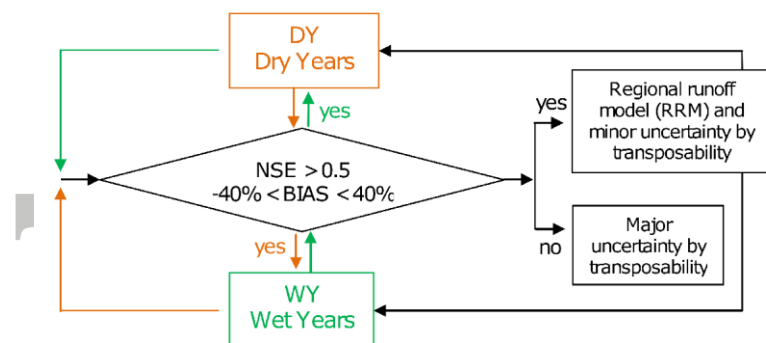 DY
Dry Years
yes
NSE > 0.5
-40% < BIAS < 40%
yes
WY
Wet Years
yes
Regional runoff
model (RRM) and
minor uncertainty by
transposability
no
Major
uncertainty by
transposability